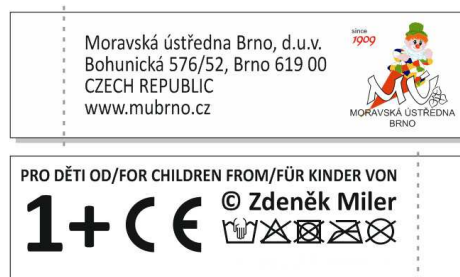 Moravská ústředna Brno, d.u.v.
Bohunická 576/52, Brno 619 00
CZECH REPUBLIC
www.mubrno.cz
since
1909
MU
MORAVSKÁ ÚSTŘEDNA
BRNO
PRO DĚTI OD/FOR CHILDREN FROM/FÜR KINDER VON
1+ CE
© Zdeněk Miler